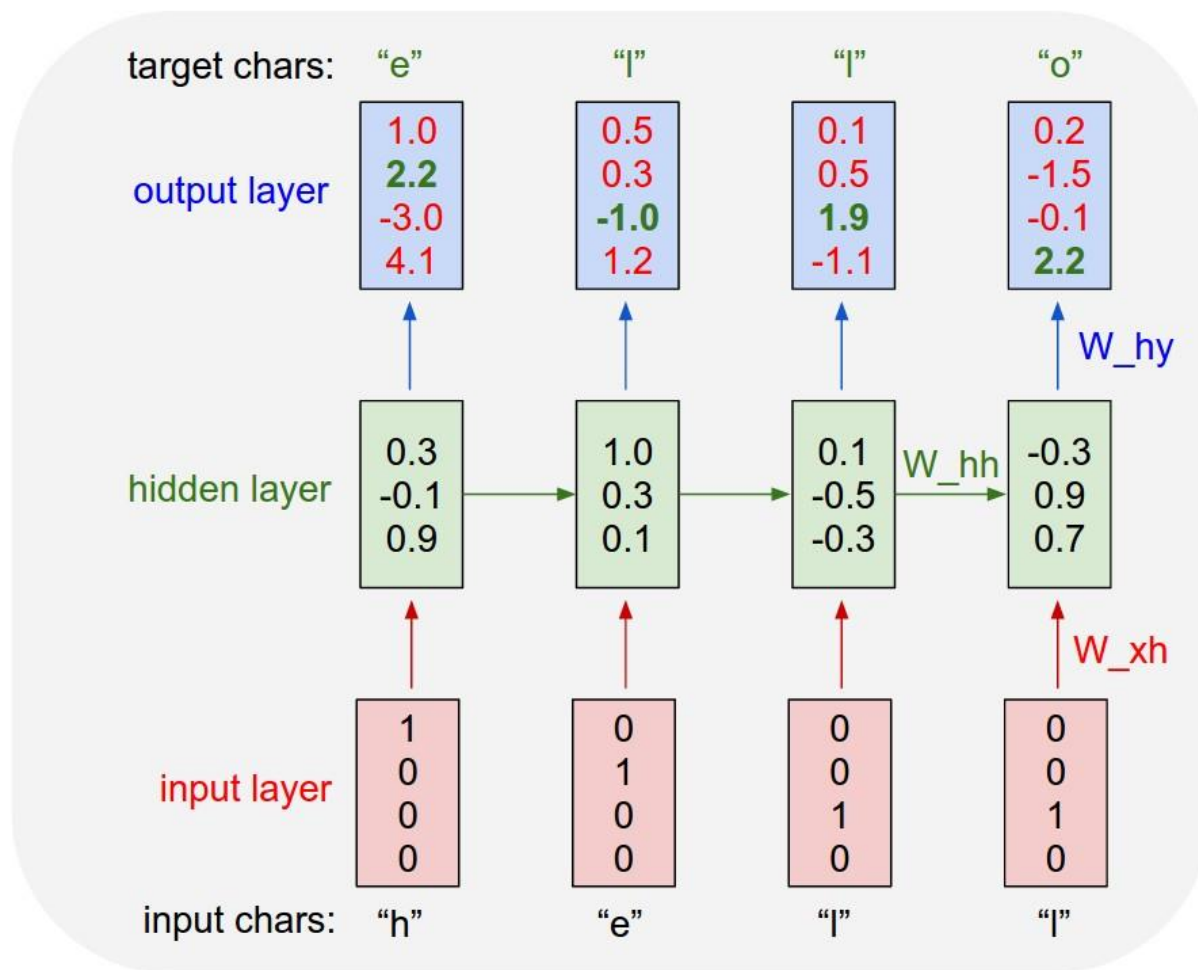 target chars: “e” “l” “l” “o”
output layer
1.0 0.5 0.1 0.2
2.2 0.3 0.5 -1.5
-3.0 -1.0 1.9 -0.1
4.1 1.2 -1.1 2.2
W_hy
hidden layer
0.3 1.0 0.1 -0.3
-0.1 0.3 -0.5 0.9
0.9 0.1 -0.3 0.7
W_hh
W_xh
input layer
1 0 0 0
0 1 0 0
0 0 1 1
0 0 0 0
input chars: “h” “e” “l” “l”